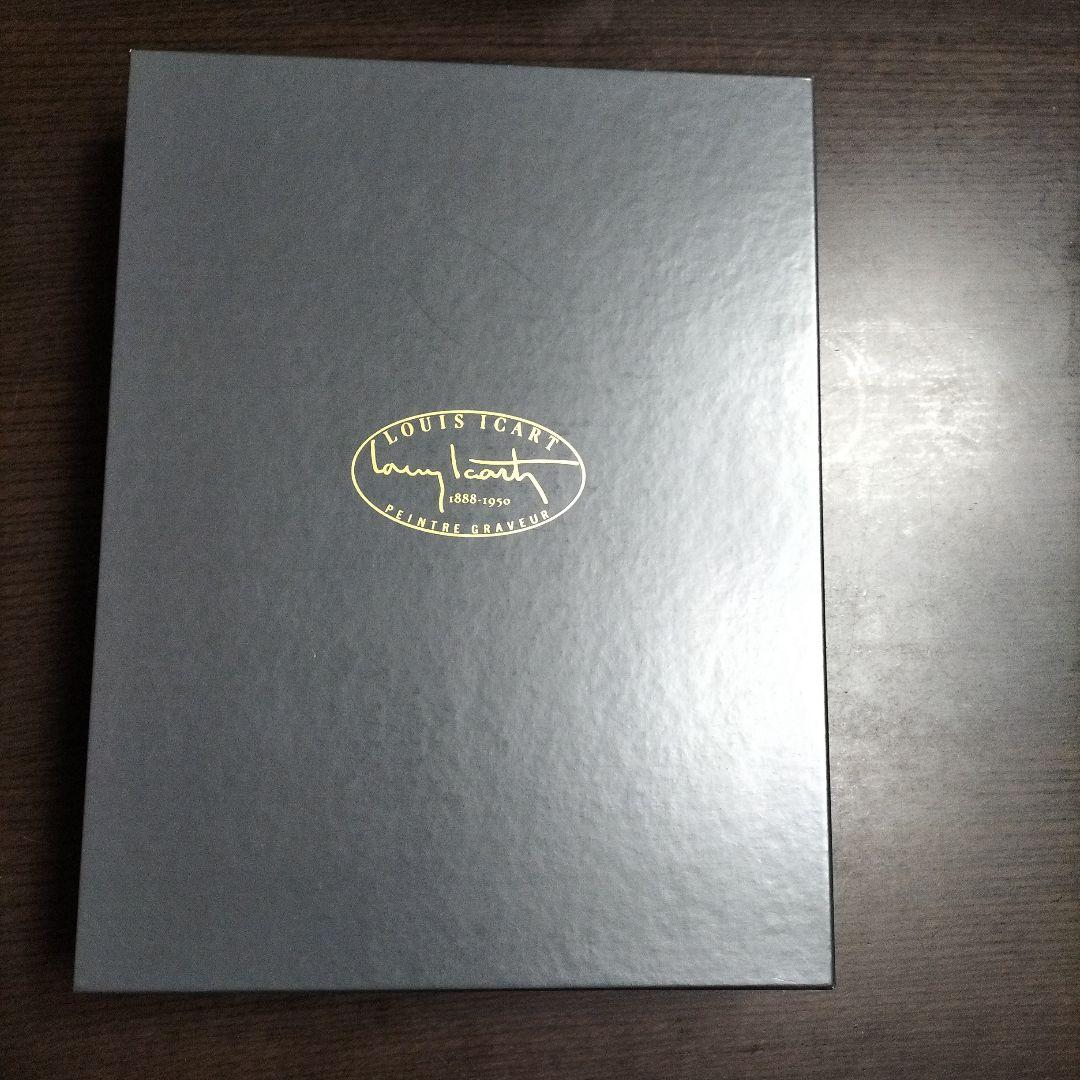 LOUIS ICART
Louis Icart
1888-1950
PEINTRE GRAVEUR